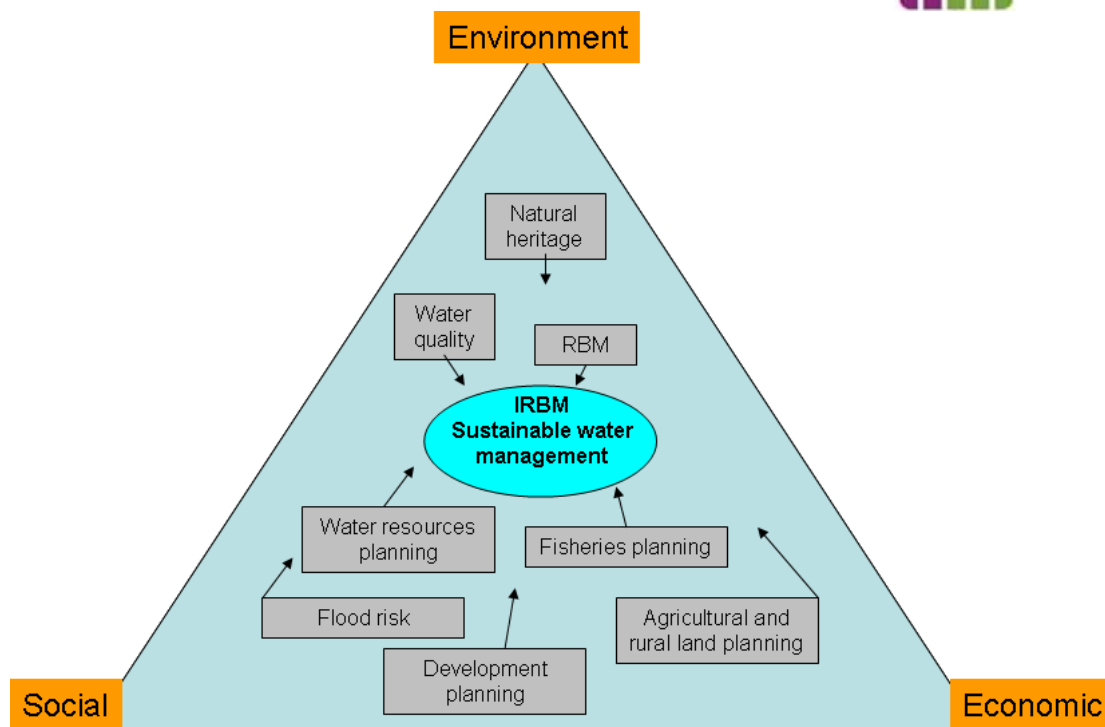 Environment
Natural
heritage
Water
quality
RBM
IRBM
Sustainable water
management
Water resources
planning
Fisheries planning
Flood risk
Agricultural and
rural land planning
Development
planning
Social
Economic